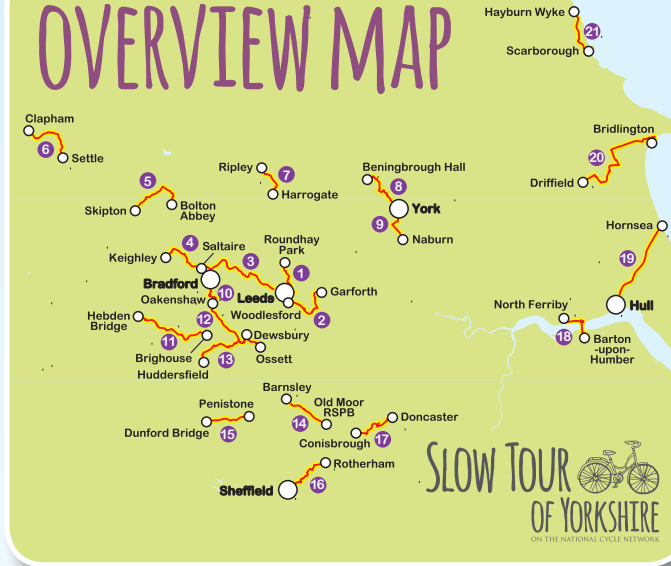 OVERVIEW MAP
Hayburn Wyke
21
Scarborough
Clapham
6
Settle
Bridlington
20
Driffield
Ripley
7
Harrogate
Beningbrough Hall
8
York
9
Naburn
5
Skipton
Bolton
Abbey
Hornsea
19
Hull
4
Saltaire
Keighley
3
Roundhay
Park
1
Bradford
Leeds
Garforth
10
Oakenshaw
Woodlesford
2
North Ferriby
18
Barton
-upon-
Humber
Hebden
Bridge
12
11
Dewsbury
Brighouse
13
Ossett
Huddersfield
Barnsley
Penistone
Old Moor
RSPB
14
Doncaster
Dunford Bridge
15
Conisbrough
17
Rotherham
16
Sheffield
SLOW TOUR
OF YORKSHIRE
ON THE NATIONAL CYCLE NETWORK